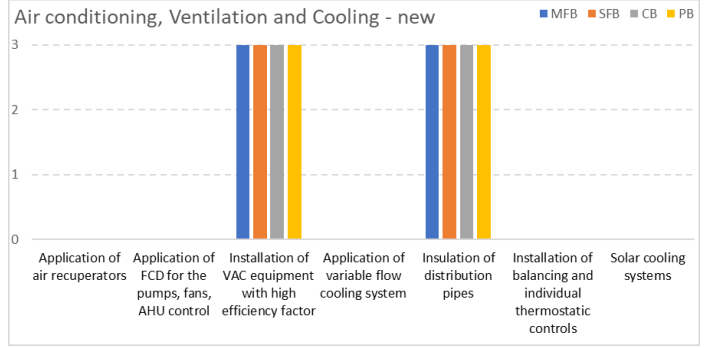 Air conditioning, Ventilation and Cooling - new
MFB SFB CB PB
3
2
1
0
Application of
air recuperators
Application of
FCD for the
pumps, fans,
AHU control
Installation of
VAC equipment
with high
efficiency factor
Application of
variable flow
cooling system
Insulation of
distribution
pipes
Installation of
balancing and
individual
thermostatic
controls
Solar cooling
systems